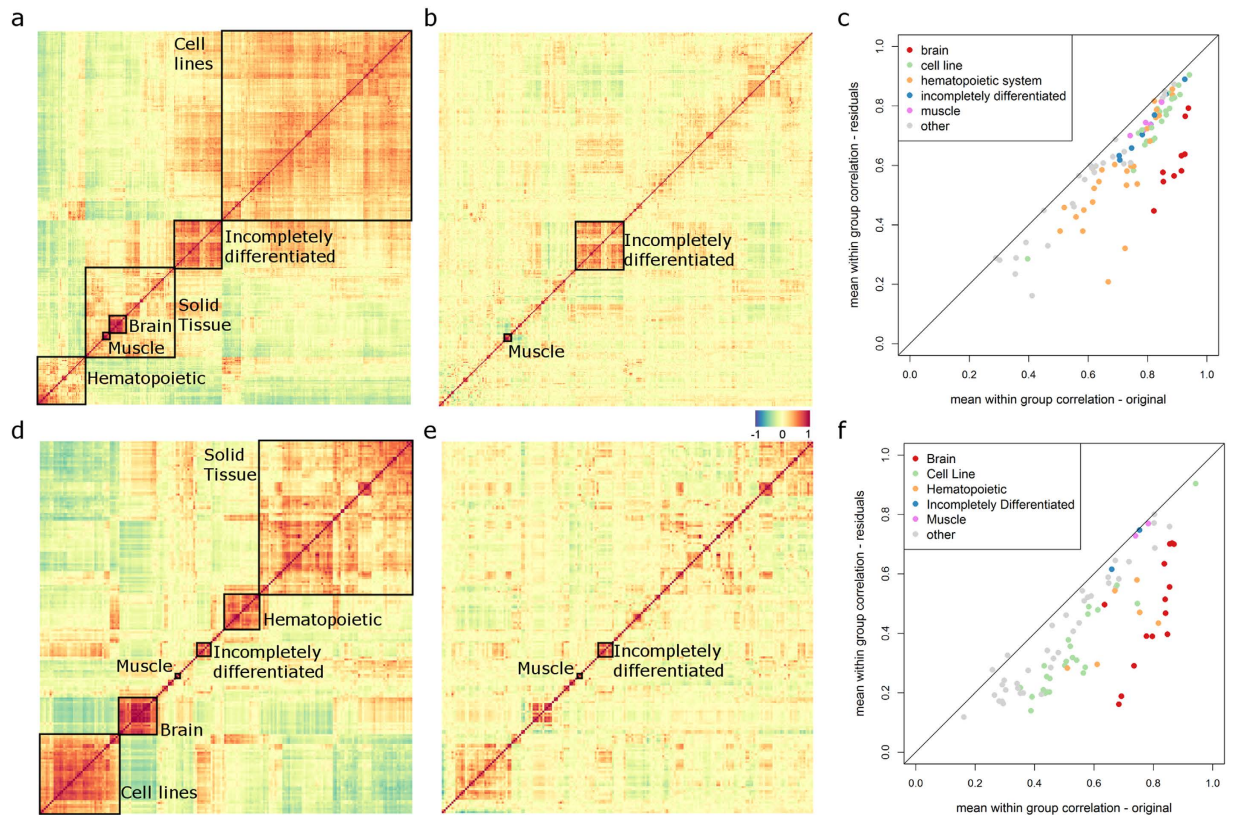 a
Cell
lines
Incompletely
differentiated
Solid
Tissue
Brain
Muscle
Hematopoietic
b
Incompletely
differentiated
Muscle
-1 0 1
c
brain
cell line
hematopoietic system
incompletely differentiated
muscle
other
mean within group correlation - residuals
1.0
0.8
0.6
0.4
0.2
0.0
0.0 0.2 0.4 0.6 0.8 1.0
mean within group correlation - original
d
Solid
Tissue
Hematopoietic
Incompletely
differentiated
Muscle
Brain
Cell lines
e
Incompletely
differentiated
Muscle
f
Brain
Cell Line
Hematopoietic
Incompletely Differentiated
Muscle
other
mean within group correlation - residuals
1.0
0.8
0.6
0.4
0.2
0.0
0.0 0.2 0.4 0.6 0.8 1.0
mean within group correlation - original